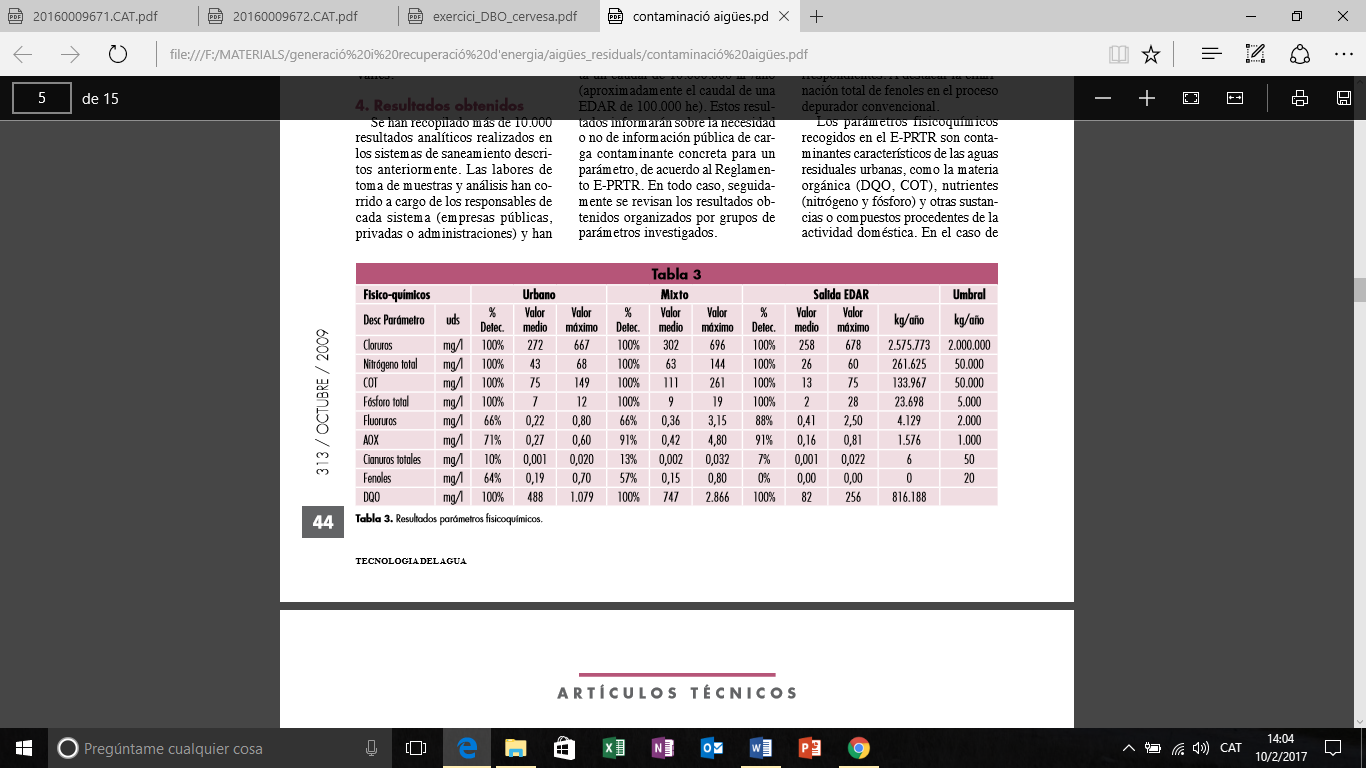 20160009671.CAT.pdf
20160009672.CAT.pdf
exercici_DBO_cervesa.pdf
contaminació aigües.pd
file:///F:/MATERIALS/generació%20i%20recuperació%20d'energia/aigües_residuals/contaminació%20aigües.pdf
5 de 15
4. Resultados obtenidos
Se han recopilado más de 10.000
resultados analíticos realizados en
los sistemas de saneamiento descri-
tos anteriormente. Las labores de
toma de muestras y análisis han co-
rrido a cargo de los responsables de
cada sistema (empresas públicas,
privadas o administraciones) y han
(aproximadamente el caudal de una
EDAR de 100.000 he). Estos resul-
tados informarán sobre la necesidad
o no de información pública de car-
ga contaminante concreta para un
parámetro, de acuerdo al Reglamen-
to E-PRTR. En todo caso, seguida-
mente se revisan los resultados ob-
tenidos organizados por grupos de
parámetros investigados.
nación total de fenoles en el proceso
depurador convencional.
Los parámetros fisicoquímicos
recogidos en el E-PRTR son conta-
minantes característicos de las aguas
residuales urbanas, como la materia
orgánica (DQO, COT), nutrientes
(nitrógeno y fósforo) y otras sustan-
cias o compuestos procedentes de la
actividad doméstica. En el caso de
Tabla 3
Fisico-químicos Urbano Mixto Salida EDAR Umbral
Desc Parámetro uds % Detec. Valor medio Valor máximo % Detec. Valor medio Valor máximo % Detec. Valor medio Valor máximo kg/año kg/año
Cloruros mg/l 100% 272 667 100% 302 696 100% 258 678 2.575.773 2.000.000
Nitrógeno total mg/l 100% 43 68 100% 63 144 100% 26 60 261.625 50.000
COT mg/l 100% 75 149 100% 111 261 100% 13 75 133.967 50.000
Fósforo total mg/l 100% 7 12 100% 9 19 100% 2 28 23.698 5.000
Fluoruros mg/l 66% 0,22 0,80 66% 0,36 3,15 88% 0,41 2,50 4.129 2.000
AOX mg/l 71% 0,27 0,60 91% 0,42 4,80 91% 0,16 0,81 1.576 1.000
Cianuros totales mg/l 10% 0,001 0,020 13% 0,002 0,032 7% 0,001 0,022 6 50
Fenoles mg/l 64% 0,19 0,70 57% 0,15 0,80 0% 0,00 0,00 0 20
DQO mg/l 100% 488 1.079 100% 747 2.866 100% 82 256 816.188
Tabla 3. Resultados parámetros fisicoquímicos.
313 / OCTUBRE / 2009
44
TECNOLOGIA DEL AGUA
ARTÍCULOS TÉCNICOS
Pregúntame cualquier cosa
CAT
14:04
10/2/2017